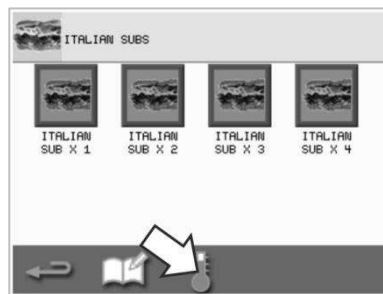 ITALIAN SUBS
ITALIAN SUB X 1
ITALIAN SUB X 2
ITALIAN SUB X 3
ITALIAN SUB X 4